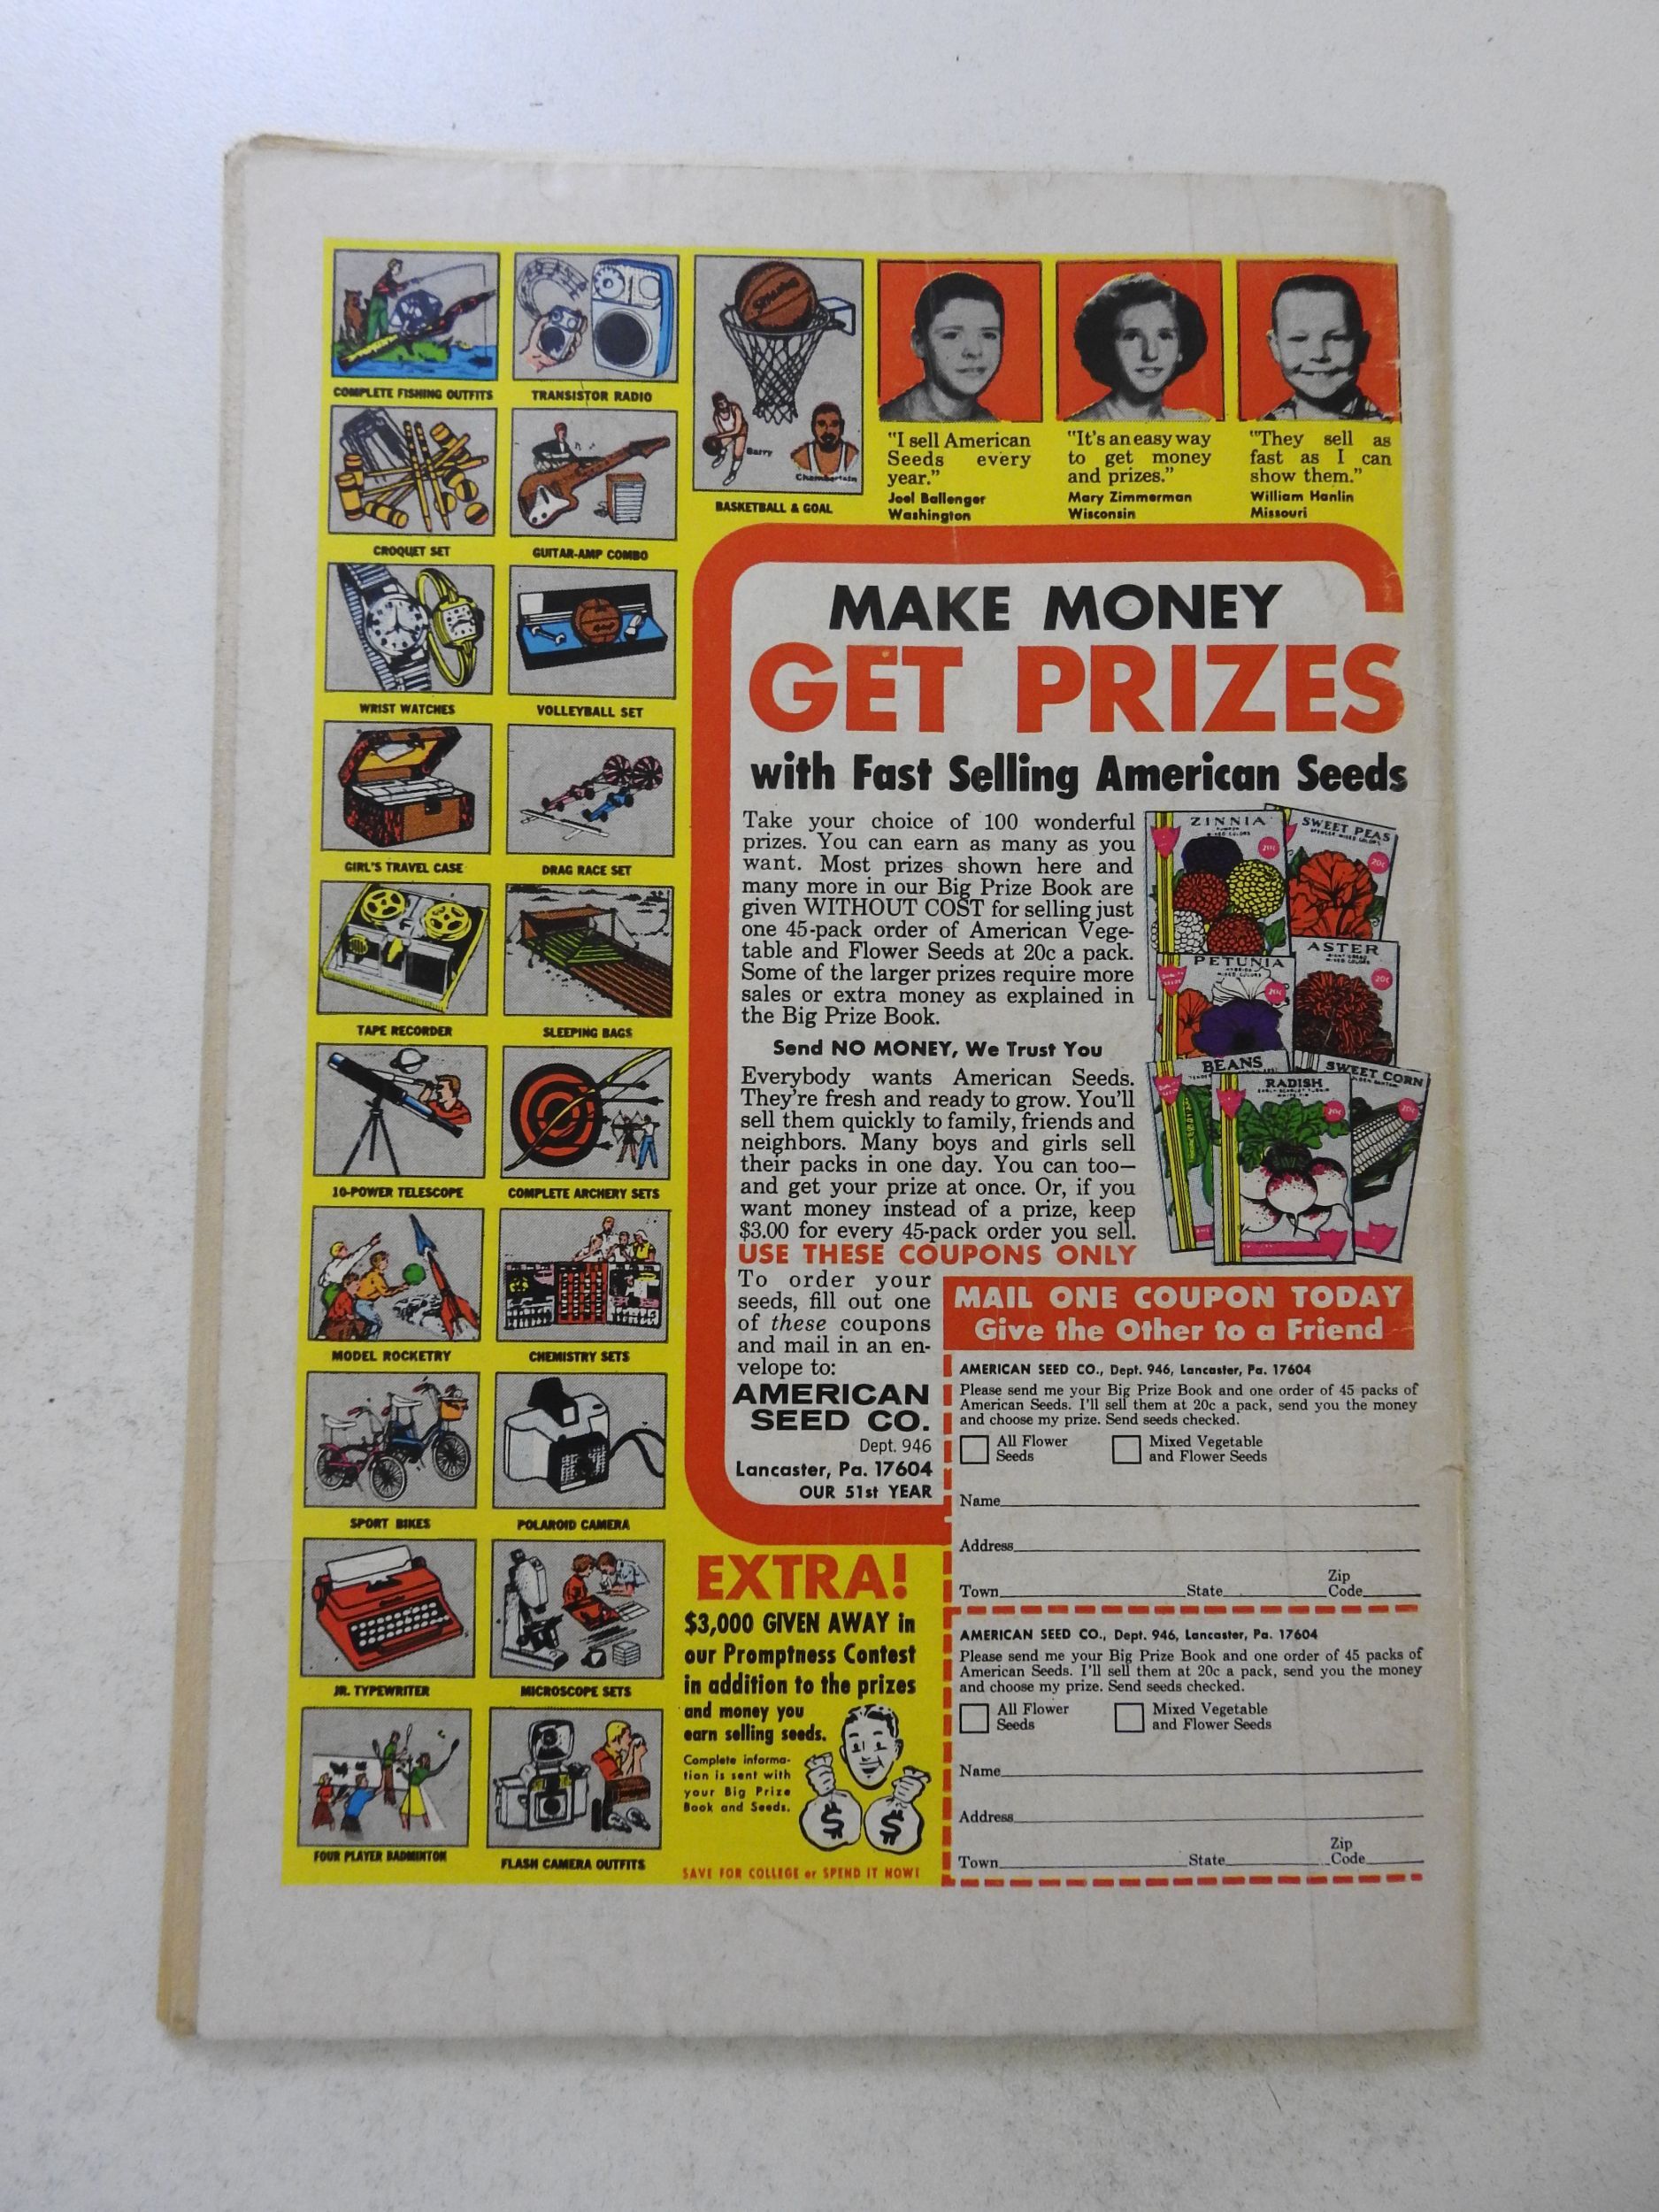 COMPLETE FISHING OUTFITS
TRANSISTOR RADIO
Barry
Chamberlain
BASKETBALL & GOAL
"I sell American
Seeds every
year."
Joel Ballenger
Washington
"It's an easy way
to get money
and prizes."
Mary Zimmerman
Wisconsin
"They sell as
fast as I can
show them."
William Hanlin
Missouri
CROQUET SET
GUITAR-AMP COMBO
WRIST WATCHES
VOLLEYBALL SET
GIRL'S TRAVEL CASE
DRAG RACE SET
TAPE RECORDER
SLEEPING BAGS
10-POWER TELESCOPE
COMPLETE ARCHERY SETS
MODEL ROCKETRY
CHEMISTRY SETS
SPORT BIKES
POLAROID CAMERA
JR. TYPEWRITER
MICROSCOPE SETS
FOUR PLAYER BADMINTON
FLASH CAMERA OUTFITS
MAKE MONEY
GET PRIZES
with Fast Selling American Seeds
Take your choice of 100 wonderful
prizes. You can earn as many as you
want. Most prizes shown here and
many more in our Big Prize Book are
given WITHOUT COST for selling just
one 45-pack order of American Vege-
table and Flower Seeds at 20c a pack.
Some of the larger prizes require more
sales or extra money as explained in
the Big Prize Book.
Send NO MONEY, We Trust You
Everybody wants American Seeds.
They're fresh and ready to grow. You'll
sell them quickly to family, friends and
neighbors. Many boys and girls sell
their packs in one day. You can too—
and get your prize at once. Or, if you
want money instead of a prize, keep
$3.00 for every 45-pack order you sell.
USE THESE COUPONS ONLY
To order your
seeds, fill out one
of these coupons
and mail in an en-
velope to:
AMERICAN
SEED CO.
Dept. 946
Lancaster, Pa. 17604
OUR 51st YEAR
ZINNIA
20c
SWEET PEAS
20c
PETUNIA
20c
ASTER
20c
BEANS
RADISH
20c
SWEET CORN
20c
MAIL ONE COUPON TODAY
Give the Other to a Friend
AMERICAN SEED CO., Dept. 946, Lancaster, Pa. 17604
Please send me your Big Prize Book and one order of 45 packs of
American Seeds. I'll sell them at 20c a pack, send you the money
and choose my prize. Send seeds checked.
All Flower
Seeds
Mixed Vegetable
and Flower Seeds
Name
Address
Town State Zip
Code
AMERICAN SEED CO., Dept. 946, Lancaster, Pa. 17604
Please send me your Big Prize Book and one order of 45 packs of
American Seeds. I'll sell them at 20c a pack, send you the money
and choose my prize. Send seeds checked.
All Flower
Seeds
Mixed Vegetable
and Flower Seeds
Name
Address
Town State Zip
Code
EXTRA!
$3,000 GIVEN AWAY in
our Promptness Contest
in addition to the prizes
and money you
earn selling seeds.
Complete informa-
tion is sent with
your Big Prize
Book and Seeds.
$ $
SAVE FOR COLLEGE or SPEND IT NOW!